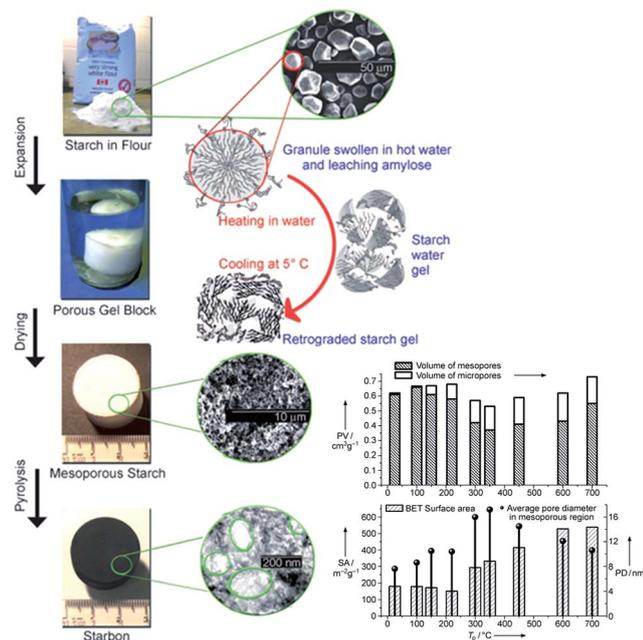 very strong
white flour
50 μm
Starch in Flour
Expansion
Granule swollen in hot water
and leaching amylose
Heating in water
Starch
water
gel
Cooling at 5° C
Porous Gel Block
Retrograded starch gel
Drying
10 μm
Mesoporous Starch
Volume of mesopores
Volume of micropores
0.7
0.6
0.5
0.4
0.3
0.2
0.1
0.0
PV /
cm³g⁻¹
0 100 200 300 400 500 600 700
Pyrolysis
200 nm
Starbon
BET Surface area
Average pore diameter
in mesoporous region
600
500
400
300
200
100
0
SA /
m⁻²g⁻¹
16
12
8
4
0
PD / nm
0 100 200 300 400 500 600 700
Tₚ / °C